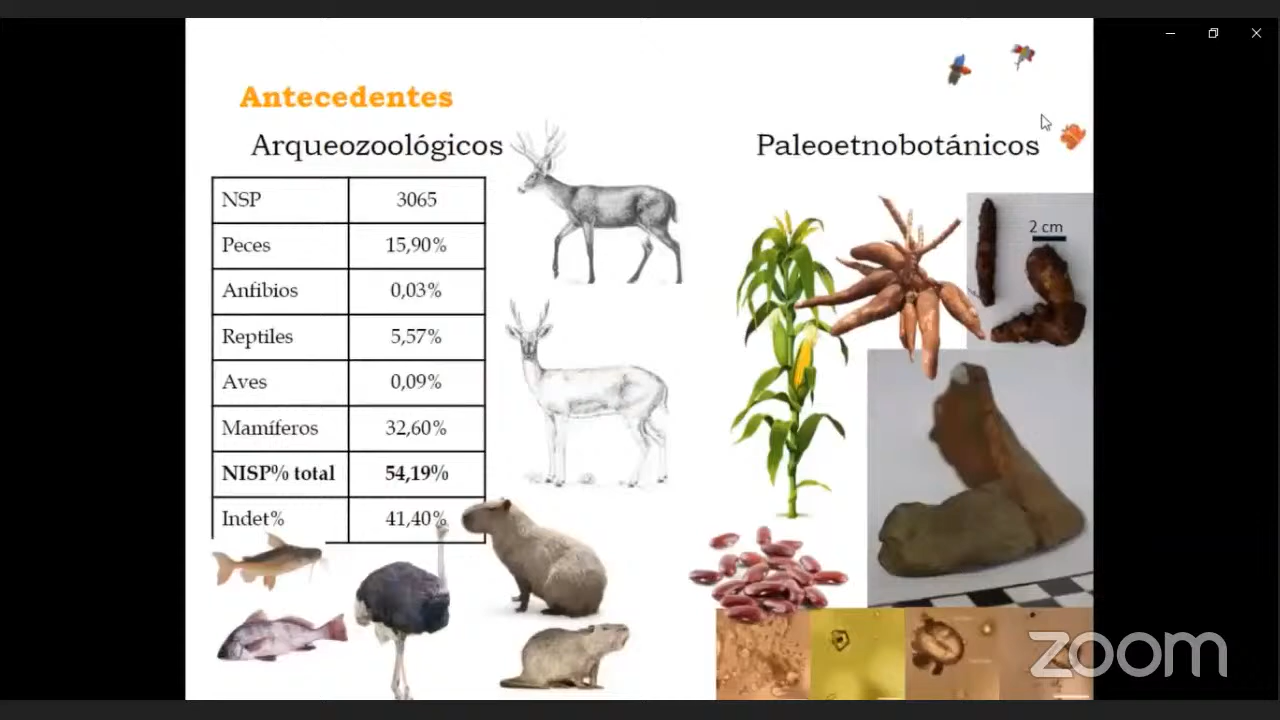 Antecedentes
Arqueozoológicos
NSP 3065
Peces 15,90%
Anfibios 0,03%
Reptiles 5,57%
Aves 0,09%
Mamíferos 32,60%
NISP% total 54,19%
Indet% 41,40%
Paleoetnobotánicos
2 cm
zoom